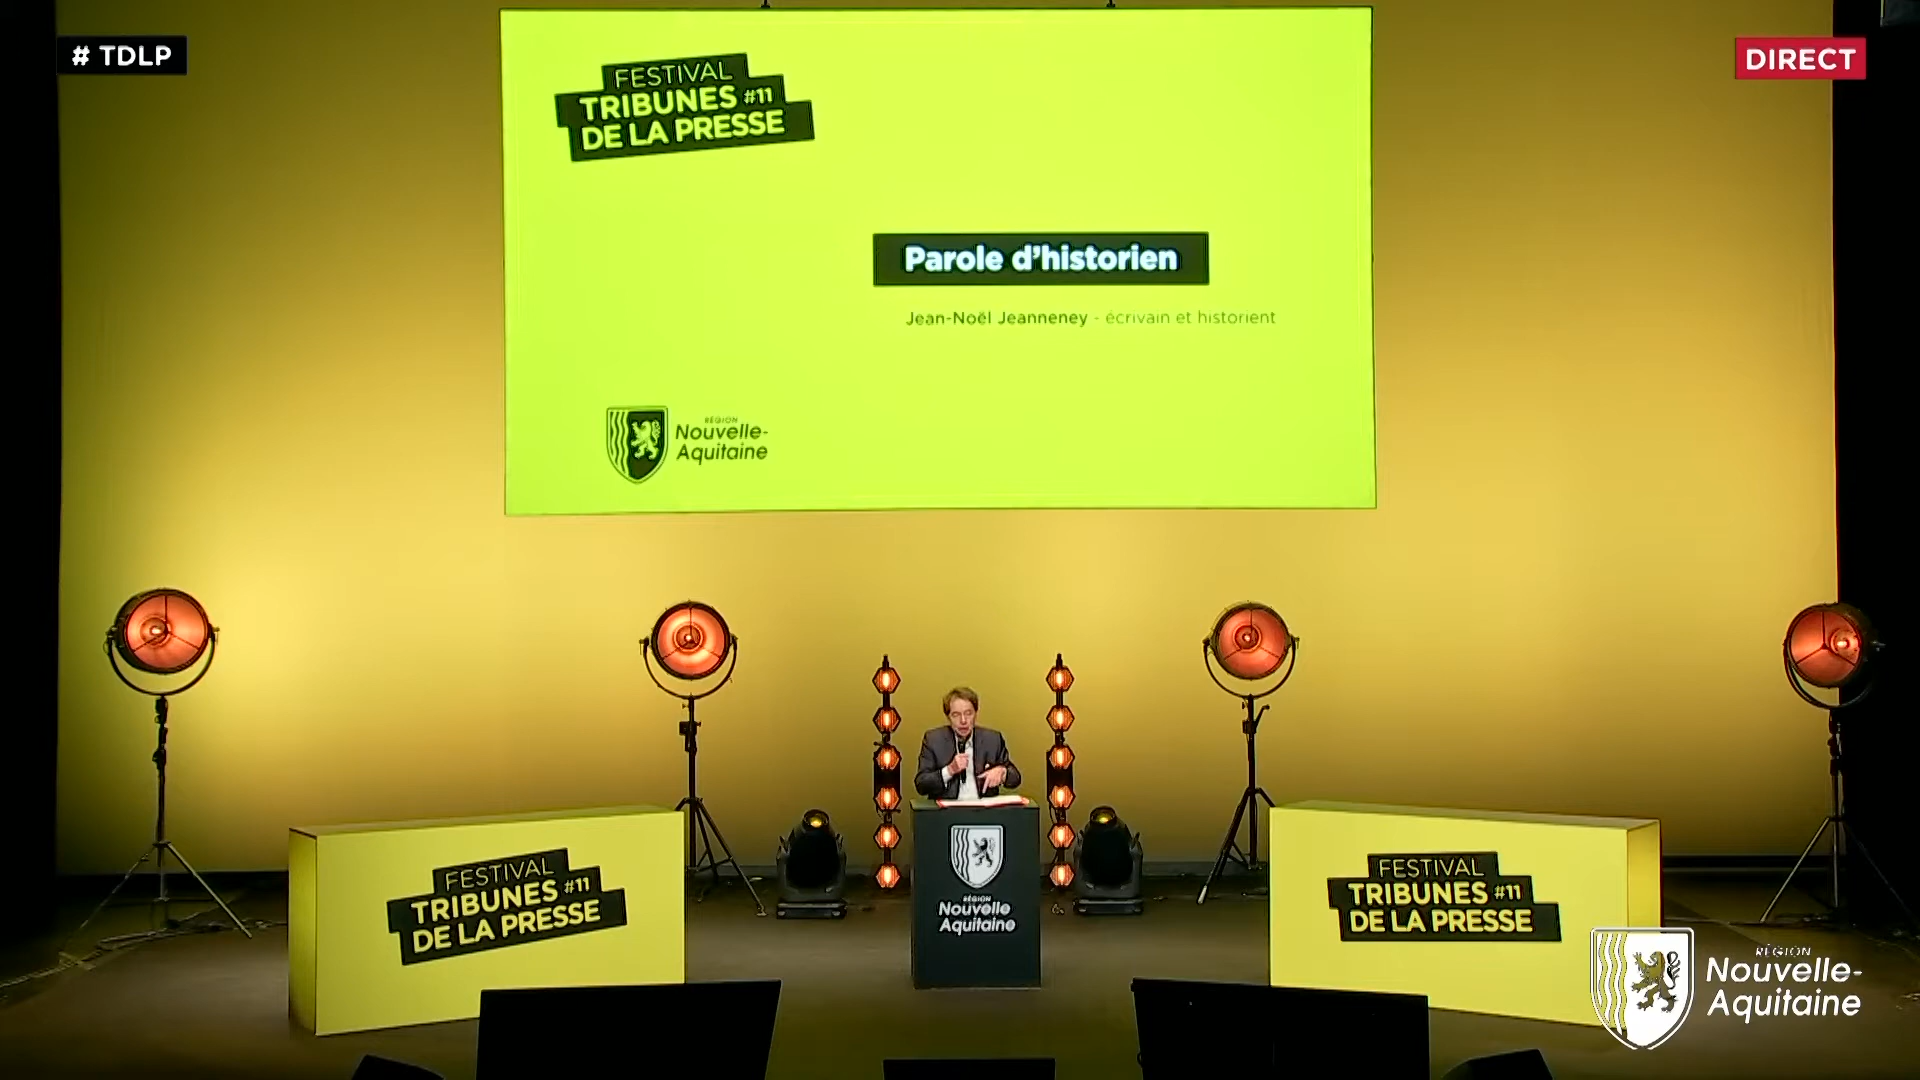 # TDLP
DIRECT
FESTIVAL
TRIBUNES #11
DE LA PRESSE
Parole d'historien
Jean-Noël Jeanneney - écrivain et historient
RÉGION
Nouvelle-
Aquitaine
FESTIVAL
TRIBUNES #11
DE LA PRESSE
RÉGION
Nouvelle
Aquitaine
FESTIVAL
TRIBUNES #11
DE LA PRESSE
RÉGION
Nouvelle-
Aquitaine